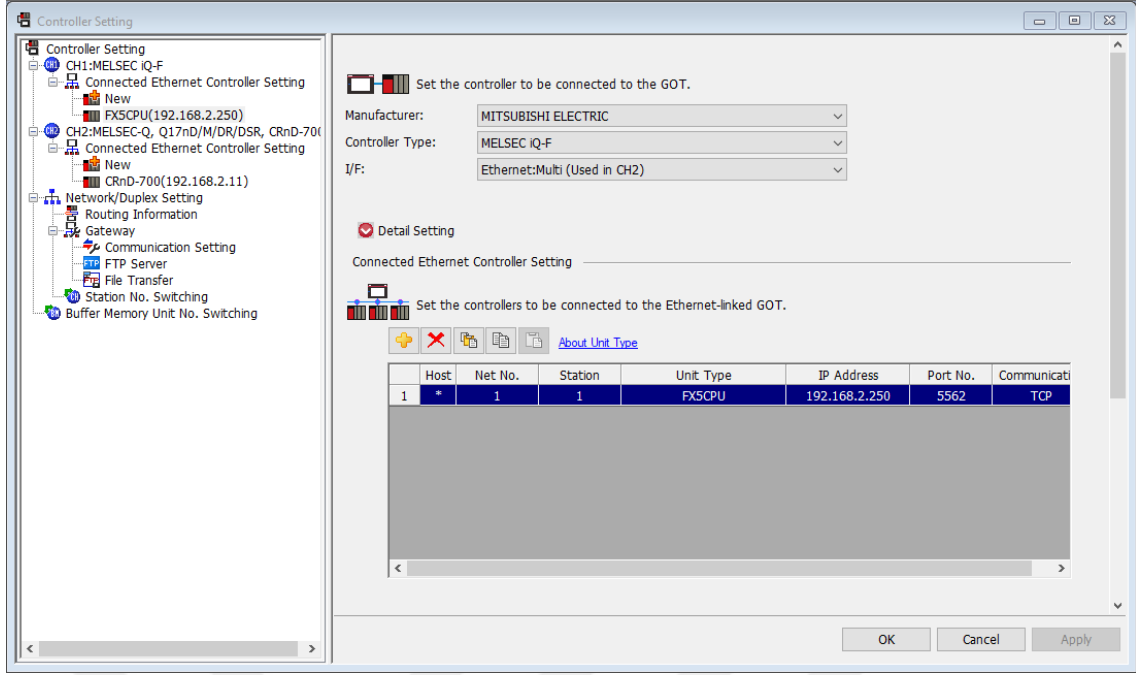 Controller Setting
Controller Setting
CH1:MELSEC iQ-F
Connected Ethernet Controller Setting
New
FX5CPU(192.168.2.250)
CH2:MELSEC-Q, Q17nD/M/DR/DSR, CRnD-700
Connected Ethernet Controller Setting
New
CRnD-700(192.168.2.11)
Network/Duplex Setting
Routing Information
Gateway
Communication Setting
FTP Server
File Transfer
Station No. Switching
Buffer Memory Unit No. Switching
Set the controller to be connected to the GOT.
Manufacturer: MITSUBISHI ELECTRIC
Controller Type: MELSEC iQ-F
I/F: Ethernet:Multi (Used in CH2)
Detail Setting
Connected Ethernet Controller Setting
Set the controllers to be connected to the Ethernet-linked GOT.
About Unit Type
Host Net No. Station Unit Type IP Address Port No. Communicati
1 * 1 1 FX5CPU 192.168.2.250 5562 TCP
OK Cancel Apply